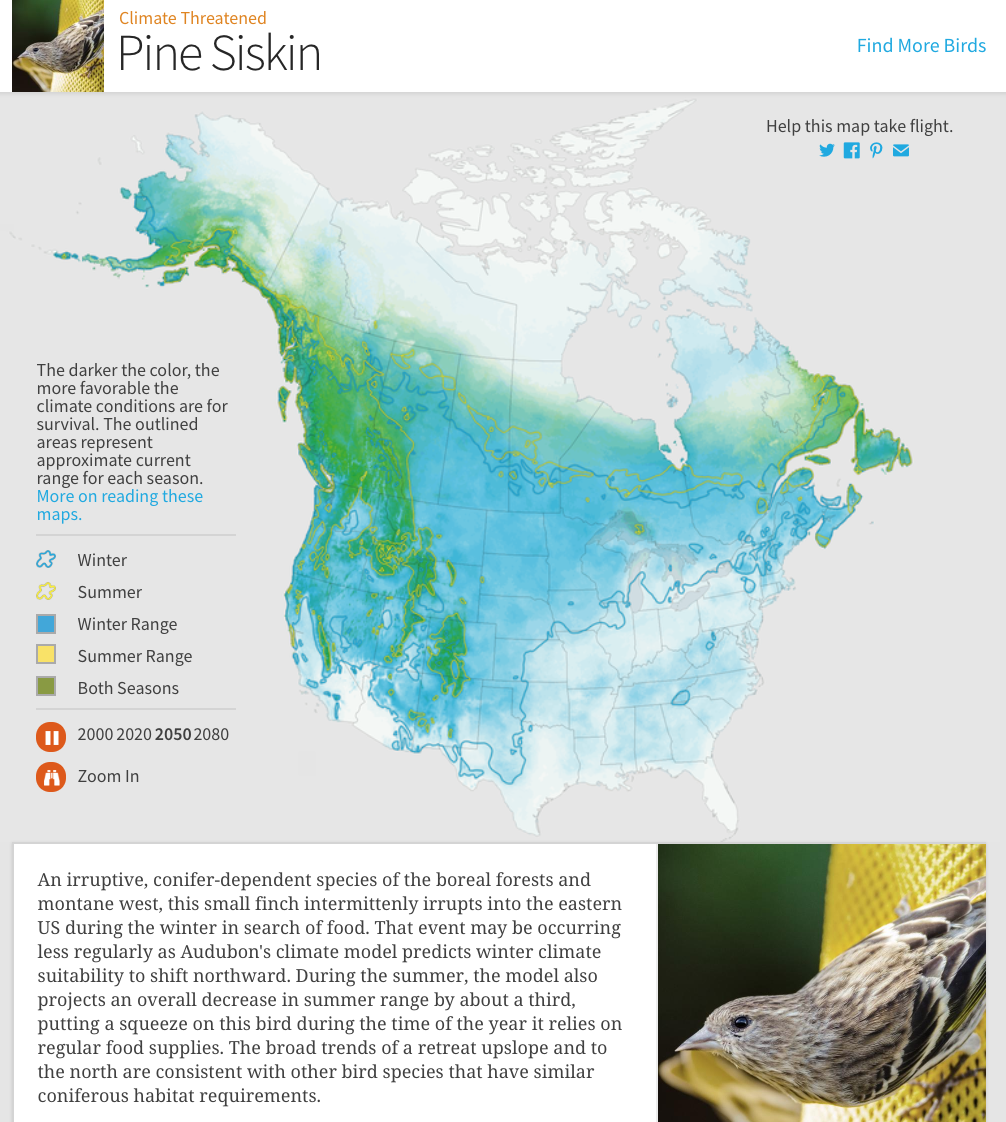 Climate Threatened
Pine Siskin
Find More Birds
Help this map take flight.
The darker the color, the
more favorable the
climate conditions are for
survival. The outlined
areas represent
approximate current
range for each season.
More on reading these
maps.
Winter
Summer
Winter Range
Summer Range
Both Seasons
2000 2020 2050 2080
Zoom In
An irruptive, conifer-dependent species of the boreal forests and
montane west, this small finch intermittenly irrupts into the eastern
US during the winter in search of food. That event may be occurring
less regularly as Audubon's climate model predicts winter climate
suitability to shift northward. During the summer, the model also
projects an overall decrease in summer range by about a third,
putting a squeeze on this bird during the time of the year it relies on
regular food supplies. The broad trends of a retreat upslope and to
the north are consistent with other bird species that have similar
coniferous habitat requirements.